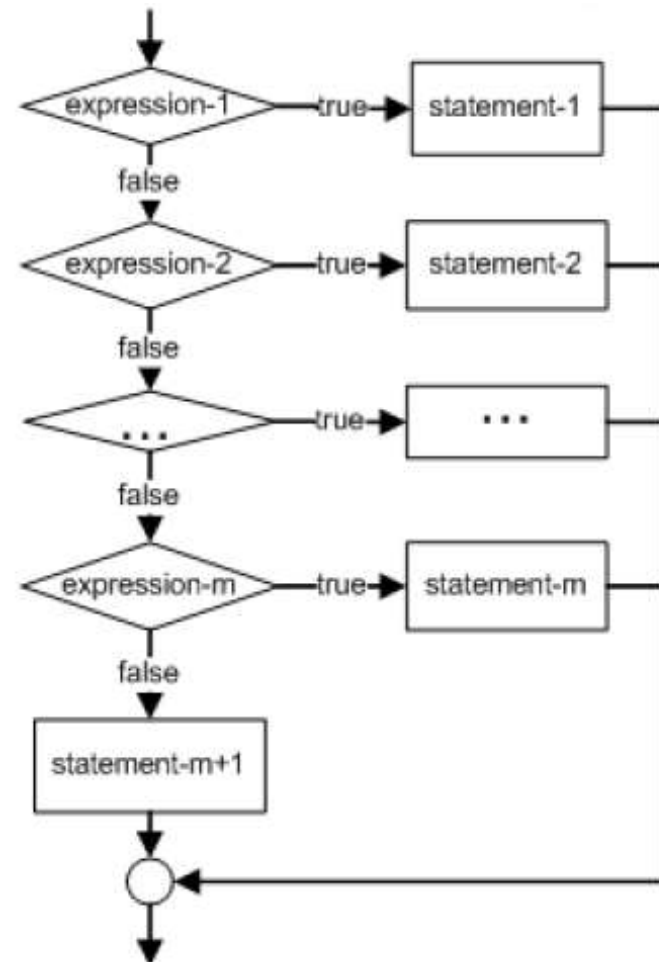 expression-1 true statement-1
false
expression-2 true statement-2
false
... true ...
false
expression-m true statement-m
false
statement-m+1